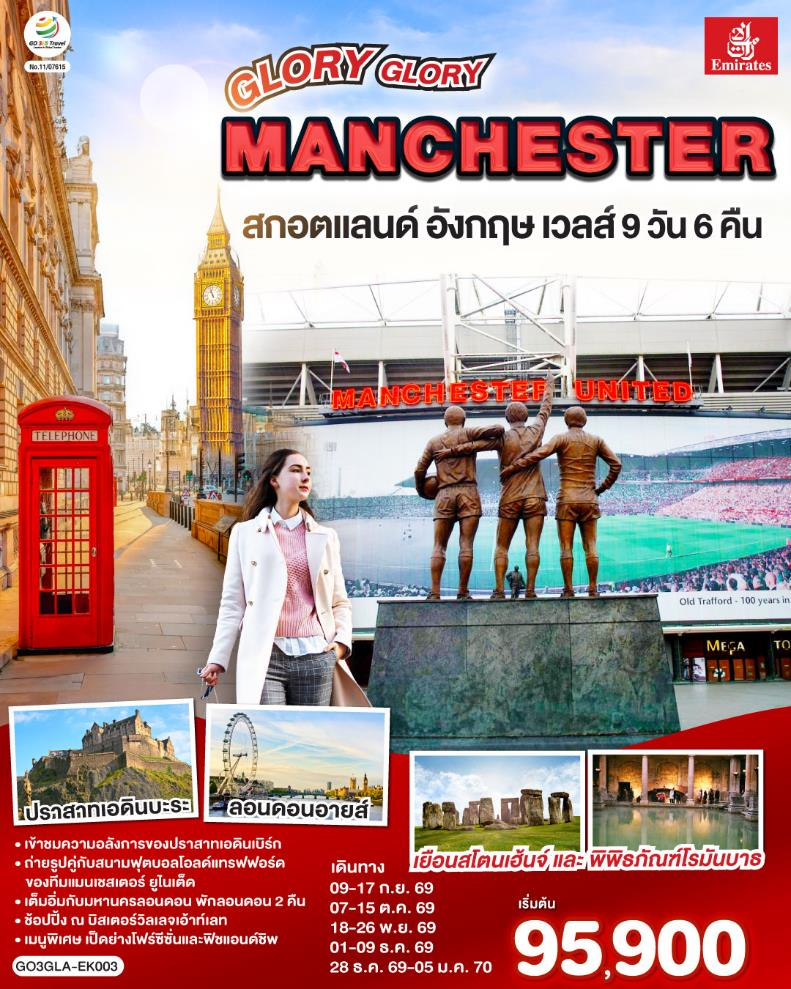 GO 365 Travel
No.11/07615
Emirates
GLORY GLORY
MANCHESTER
สกอตแลนด์ อังกฤษ เวลส์ 9 วัน 6 คืน
TELEPHONE
MANCHESTER UNITED
Old Trafford - 100 years in
MEGA TO
ปราสาทเอดินบะระ
ลอนดอนอายส์
เยือนสโตนเฮ้นจ์ และ พิพิธภัณฑ์โรมันบาธ
• เข้าชมความอลังการของปราสาทเอดินเบิร์ก
• ถ่ายรูปคู่กับสนามฟุตบอลโอลด์แทรฟฟอร์ด
ของทีมแมนเชสเตอร์ ยูไนเต็ด
• เต็มอิ่มกับมหานครลอนดอน พักลอนดอน 2 คืน
• ช้อปปิ้ง ณ บิสเตอร์วิลเลจเอ้าท์เลท
• เมนูพิเศษ เป็ดย่างโฟร์ซีซั่นและฟิชแอนด์ชิพ
GO3GLA-EK003
เดินทาง
09-17 ก.ย. 69
07-15 ต.ค. 69
18-26 พ.ย. 69
01-09 ธ.ค. 69
28 ธ.ค. 69-05 ม.ค. 70
เริ่มต้น
95,900